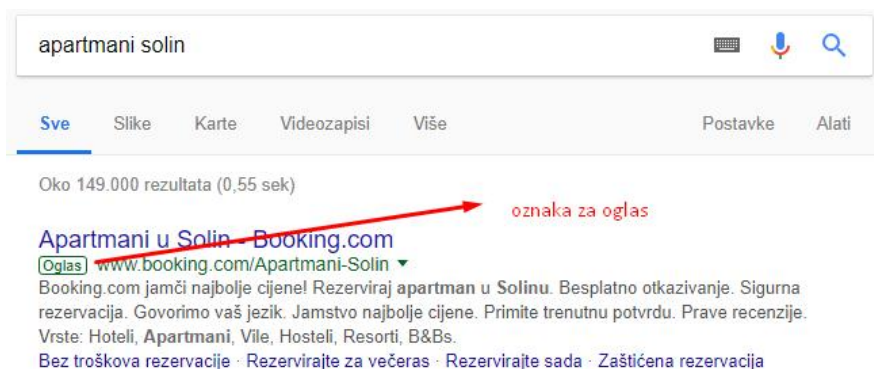 apartmani solin
Sve Slike Karte Videozapisi Više Postavke Alati
Oko 149.000 rezultata (0,55 sek)
oznaka za oglas
Apartmani u Solin - Booking.com
Oglas www.booking.com/Apartmani-Solin
Booking.com jamči najbolje cijene! Rezerviraj apartman u Solinu. Besplatno otkazivanje. Sigurna
rezervacija. Govorimo vaš jezik. Jamstvo najbolje cijene. Primite trenutnu potvrdu. Prave recenzije.
Vrste: Hoteli, Apartmani, Vile, Hosteli, Resorti, B&Bs.
Bez troškova rezervacije · Rezervirajte za večeras · Rezervirajte sada · Zaštićena rezervacija